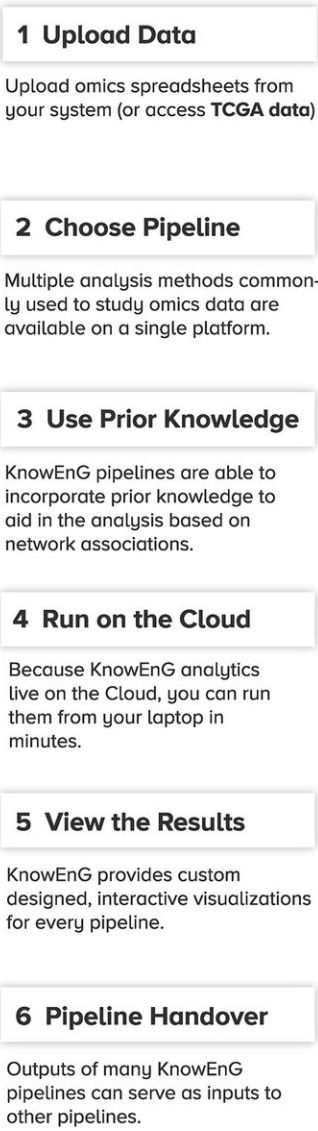 1 Upload Data
Upload omics spreadsheets from
your system (or access TCGA data)
2 Choose Pipeline
Multiple analysis methods common-
ly used to study omics data are
available on a single platform.
3 Use Prior Knowledge
KnowEnG pipelines are able to
incorporate prior knowledge to
aid in the analysis based on
network associations.
4 Run on the Cloud
Because KnowEnG analytics
live on the Cloud, you can run
them from your laptop in
minutes.
5 View the Results
KnowEnG provides custom
designed, interactive visualizations
for every pipeline.
6 Pipeline Handover
Outputs of many KnowEnG
pipelines can serve as inputs to
other pipelines.